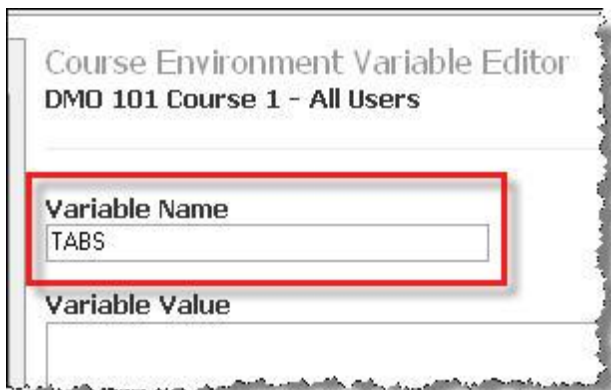 Course Environment Variable Editor
DMO 101 Course 1 - All Users
Variable Name
TABS
Variable Value